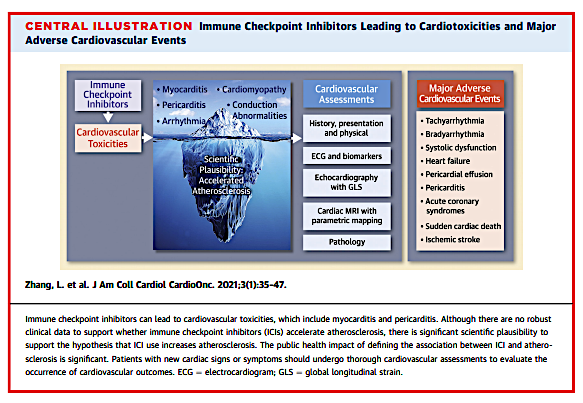 CENTRAL ILLUSTRATION Immune Checkpoint Inhibitors Leading to Cardiotoxicities and Major
Adverse Cardiovascular Events
Immune
Checkpoint
Inhibitors
Cardiovascular
Toxicities
• Myocarditis
• Pericarditis
• Arrhythmia
• Cardiomyopathy
• Conduction
Abnormalities
Scientific
Plausibility:
Accelerated
Atherosclerosis
Cardiovascular
Assessments
History, presentation
and physical
ECG and biomarkers
Echocardiography
with GLS
Cardiac MRI with
parametric mapping
Pathology
Major Adverse
Cardiovascular Events
• Tachyarrhythmia
• Bradyarrhythmia
• Systolic dysfunction
• Heart failure
• Pericardial effusion
• Pericarditis
• Acute coronary
syndromes
• Sudden cardiac death
• Ischemic stroke
Zhang, L. et al. J Am Coll Cardiol CardioOnc. 2021;3(1):35–47.
Immune checkpoint inhibitors can lead to cardiovascular toxicities, which include myocarditis and pericarditis. Although there are no robust
clinical data to support whether immune checkpoint inhibitors (ICIs) accelerate atherosclerosis, there is significant scientific plausibility to
support the hypothesis that ICI use increases atherosclerosis. The public health impact of defining the association between ICI and athero-
sclerosis is significant. Patients with new cardiac signs or symptoms should undergo thorough cardiovascular assessments to evaluate the
occurrence of cardiovascular outcomes. ECG = electrocardiogram; GLS = global longitudinal strain.